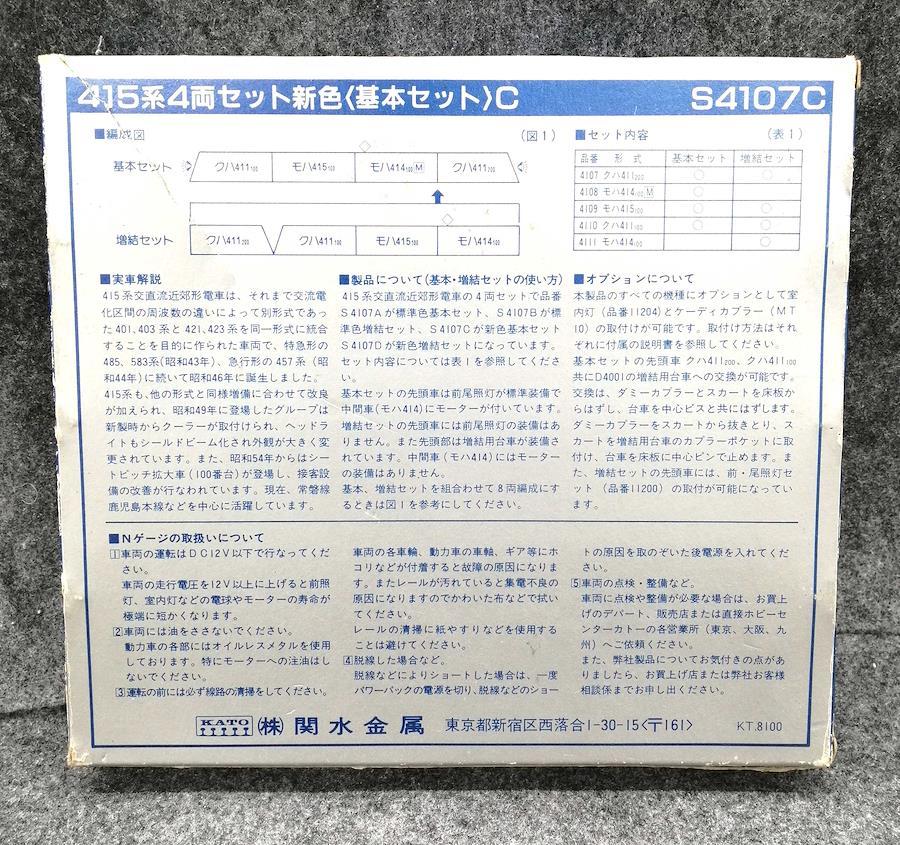 415系4両セット新色〈基本セット〉C
S4107C
■編成図
(図1)
基本セット
クハ411₁₀₀
モハ415₁₀₀
モハ414₁₀₀M
クハ411₂₀₀
増結セット
クハ411₂₀₀
クハ411₁₀₀
モハ415₁₀₀
モハ414₁₀₀
■セット内容
(表1)
品番 形式 基本セット 増結セット
4107 クハ411₂₀₀ ○ ○
4108 モハ414₁₀₀M ○
4109 モハ415₁₀₀ ○ ○
4110 クハ411₁₀₀ ○ ○
4111 モハ414₁₀₀ ○
■実車解説
415系交直流近郊形電車は、それまで交流電
化区間の周波数の違いによって別形式であっ
た401,403系と421,423系を同一形式に統合
することを目的に作られた車両で、特急形の
485、583系(昭和43年)、急行形の457系(昭
和44年)に続いて昭和46年に誕生しました。
415系も、他の形式と同様増備に合わせて改良
が加えられ、昭和49年に登場したグループは
新製時からクーラーが取付けられ、ヘッドラ
イトもシールドビーム化され外観が大きく変
更されています。また、昭和54年からはシー
トピッチ拡大車(100番台)が登場し、接客設
備の改善が行なわれています。現在、常磐線
鹿児島本線などを中心に活躍しています。
■製品について(基本・増結セットの使い方)
415系交直流近郊形電車の4両セットで品番
S4107Aが標準色基本セット、S4107Bが標
準色増結セット、S4107Cが新色基本セット
S4107Dが新色増結セットになっています。
セット内容については表1を参照してくださ
い。
基本セットの先頭車は前尾照灯が標準装備で
中間車(モハ414)にモーターが付いています。
増結セットの先頭車には前尾照灯の装備はあ
りません。また先頭部は増結用台車が装備さ
れています。中間車(モハ414)にはモーター
の装備はありません。
基本、増結セットを組合わせて8両編成にす
るときは図1を参考にしてください。
■オプションについて
本製品のすべての機種にオプションとして室
内灯(品番11204)とケーディカプラー(MT
10)の取付けが可能です。取付け方法はそれ
ぞれに付属の説明書を参照してください。
基本セットの先頭車クハ411₂₀₀、クハ411₁₀₀
共にD4001の増結用台車への交換が可能です。
交換は、ダミーカプラーとスカートを床板か
らはずし、台車を中心ビスと共にはずします。
ダミーカプラーをスカートから抜きとり、ス
カートを増結用台車のカプラーポケットに取
付け、台車を床板に中心ピンで止めます。ま
た、増結セットの先頭車には、前・尾照灯セ
ット(品番11200)の取付が可能になってい
ます。
■Nゲージの取扱いについて
1 車両の運転はDC12V以下で行なってくだ
さい。
車両の走行電圧を12V以上に上げると前照
灯、室内灯などの電球やモーターの寿命が
極端に短かくなります。
2 車両には油をささないでください。
動力車の各部にはオイルレスメタルを使用
しております。特にモーターへの注油はし
ないでください。
3 運転の前には必ず線路の清掃をしてください。
車両の各車輪、動力車の車軸、ギア等にホ
コリなどが付着すると故障の原因になりま
す。またレールが汚れていると集電不良の
原因になりますのでかわいた布などで拭い
てください。
レールの清掃に紙やすりなどを使用する
ことは避けてください。
4 脱線した場合など。
脱線などによりショートした場合は、一度
パワーパックの電源を切り、脱線などのショー
トの原因を取のぞいた後電源を入れてくだ
さい。
5 車両の点検・整備など。
車両に点検や整備が必要な場合は、お買上
げのデパート、販売店または直接ホビーセ
ンターカトーの各営業所(東京、大阪、九
州)へご依頼ください。
また、弊社製品についてお気付きの点があ
りましたら、お買上げ店または弊社お客様
相談係までお申し出ください。
KATO ㈱関水金属 東京都新宿区西落合1-30-15〈〒161〉 KT.8100